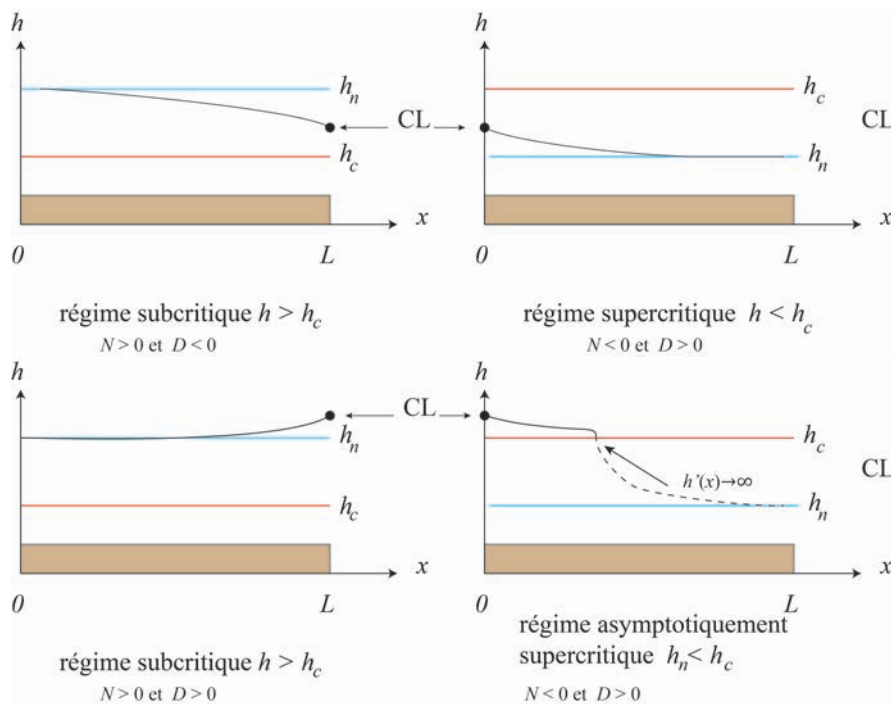 h
h
h_n
h_c
CL
CL
h_c
h_n
x
x
0
L
0
L
régime subcritique h > h_c
régime supercritique h < h_c
N > 0 et D < 0
N < 0 et D > 0
h
h
CL
h_n
h_c
h_c
CL
h'(x)→∞
h_n
x
x
0
L
0
L
régime subcritique h > h_c
N > 0 et D > 0
régime asymptotiquement
supercritique h_n < h_c
N < 0 et D > 0